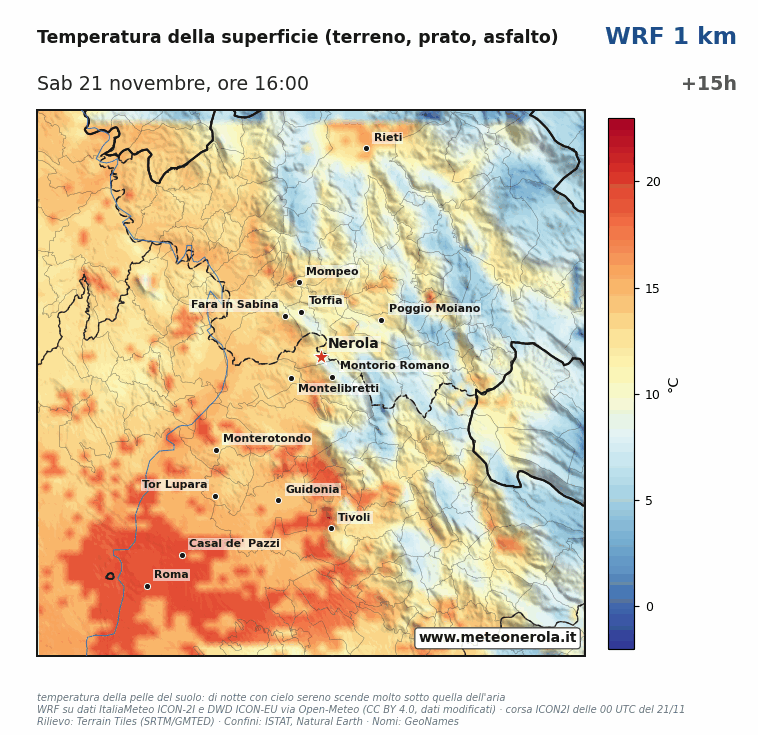 Temperatura della superficie (terreno, prato, asfalto)
WRF 1 km
Sab 21 novembre, ore 16:00
+15h
Rieti
20
Mompeo
Toffia
Fara in Sabina
15
Poggio Moiano
Nerola
Montorio Romano
Montelibretti
10
°C
Monterotondo
Tor Lupara
Guidonia
5
Tivoli
Casal de' Pazzi
Roma
0
www.meteonerola.it
temperatura della pelle del suolo: di notte con cielo sereno scende molto sotto quella dell'aria
WRF su dati ItaliaMeteo ICON-2I e DWD ICON-EU via Open-Meteo (CC BY 4.0, dati modificati) · corsa ICON2I delle 00 UTC del 21/11
Rilievo: Terrain Tiles (SRTM/GMTED) · Confini: ISTAT, Natural Earth · Nomi: GeoNames